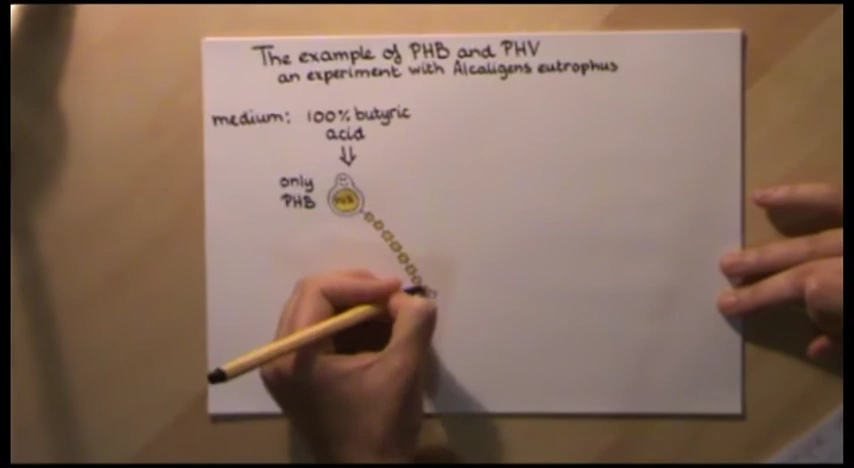 The example of PHB and PHV
an experiment with Alcaligens eutrophus
medium: 100% butyric
acid
only
PHB
PHB